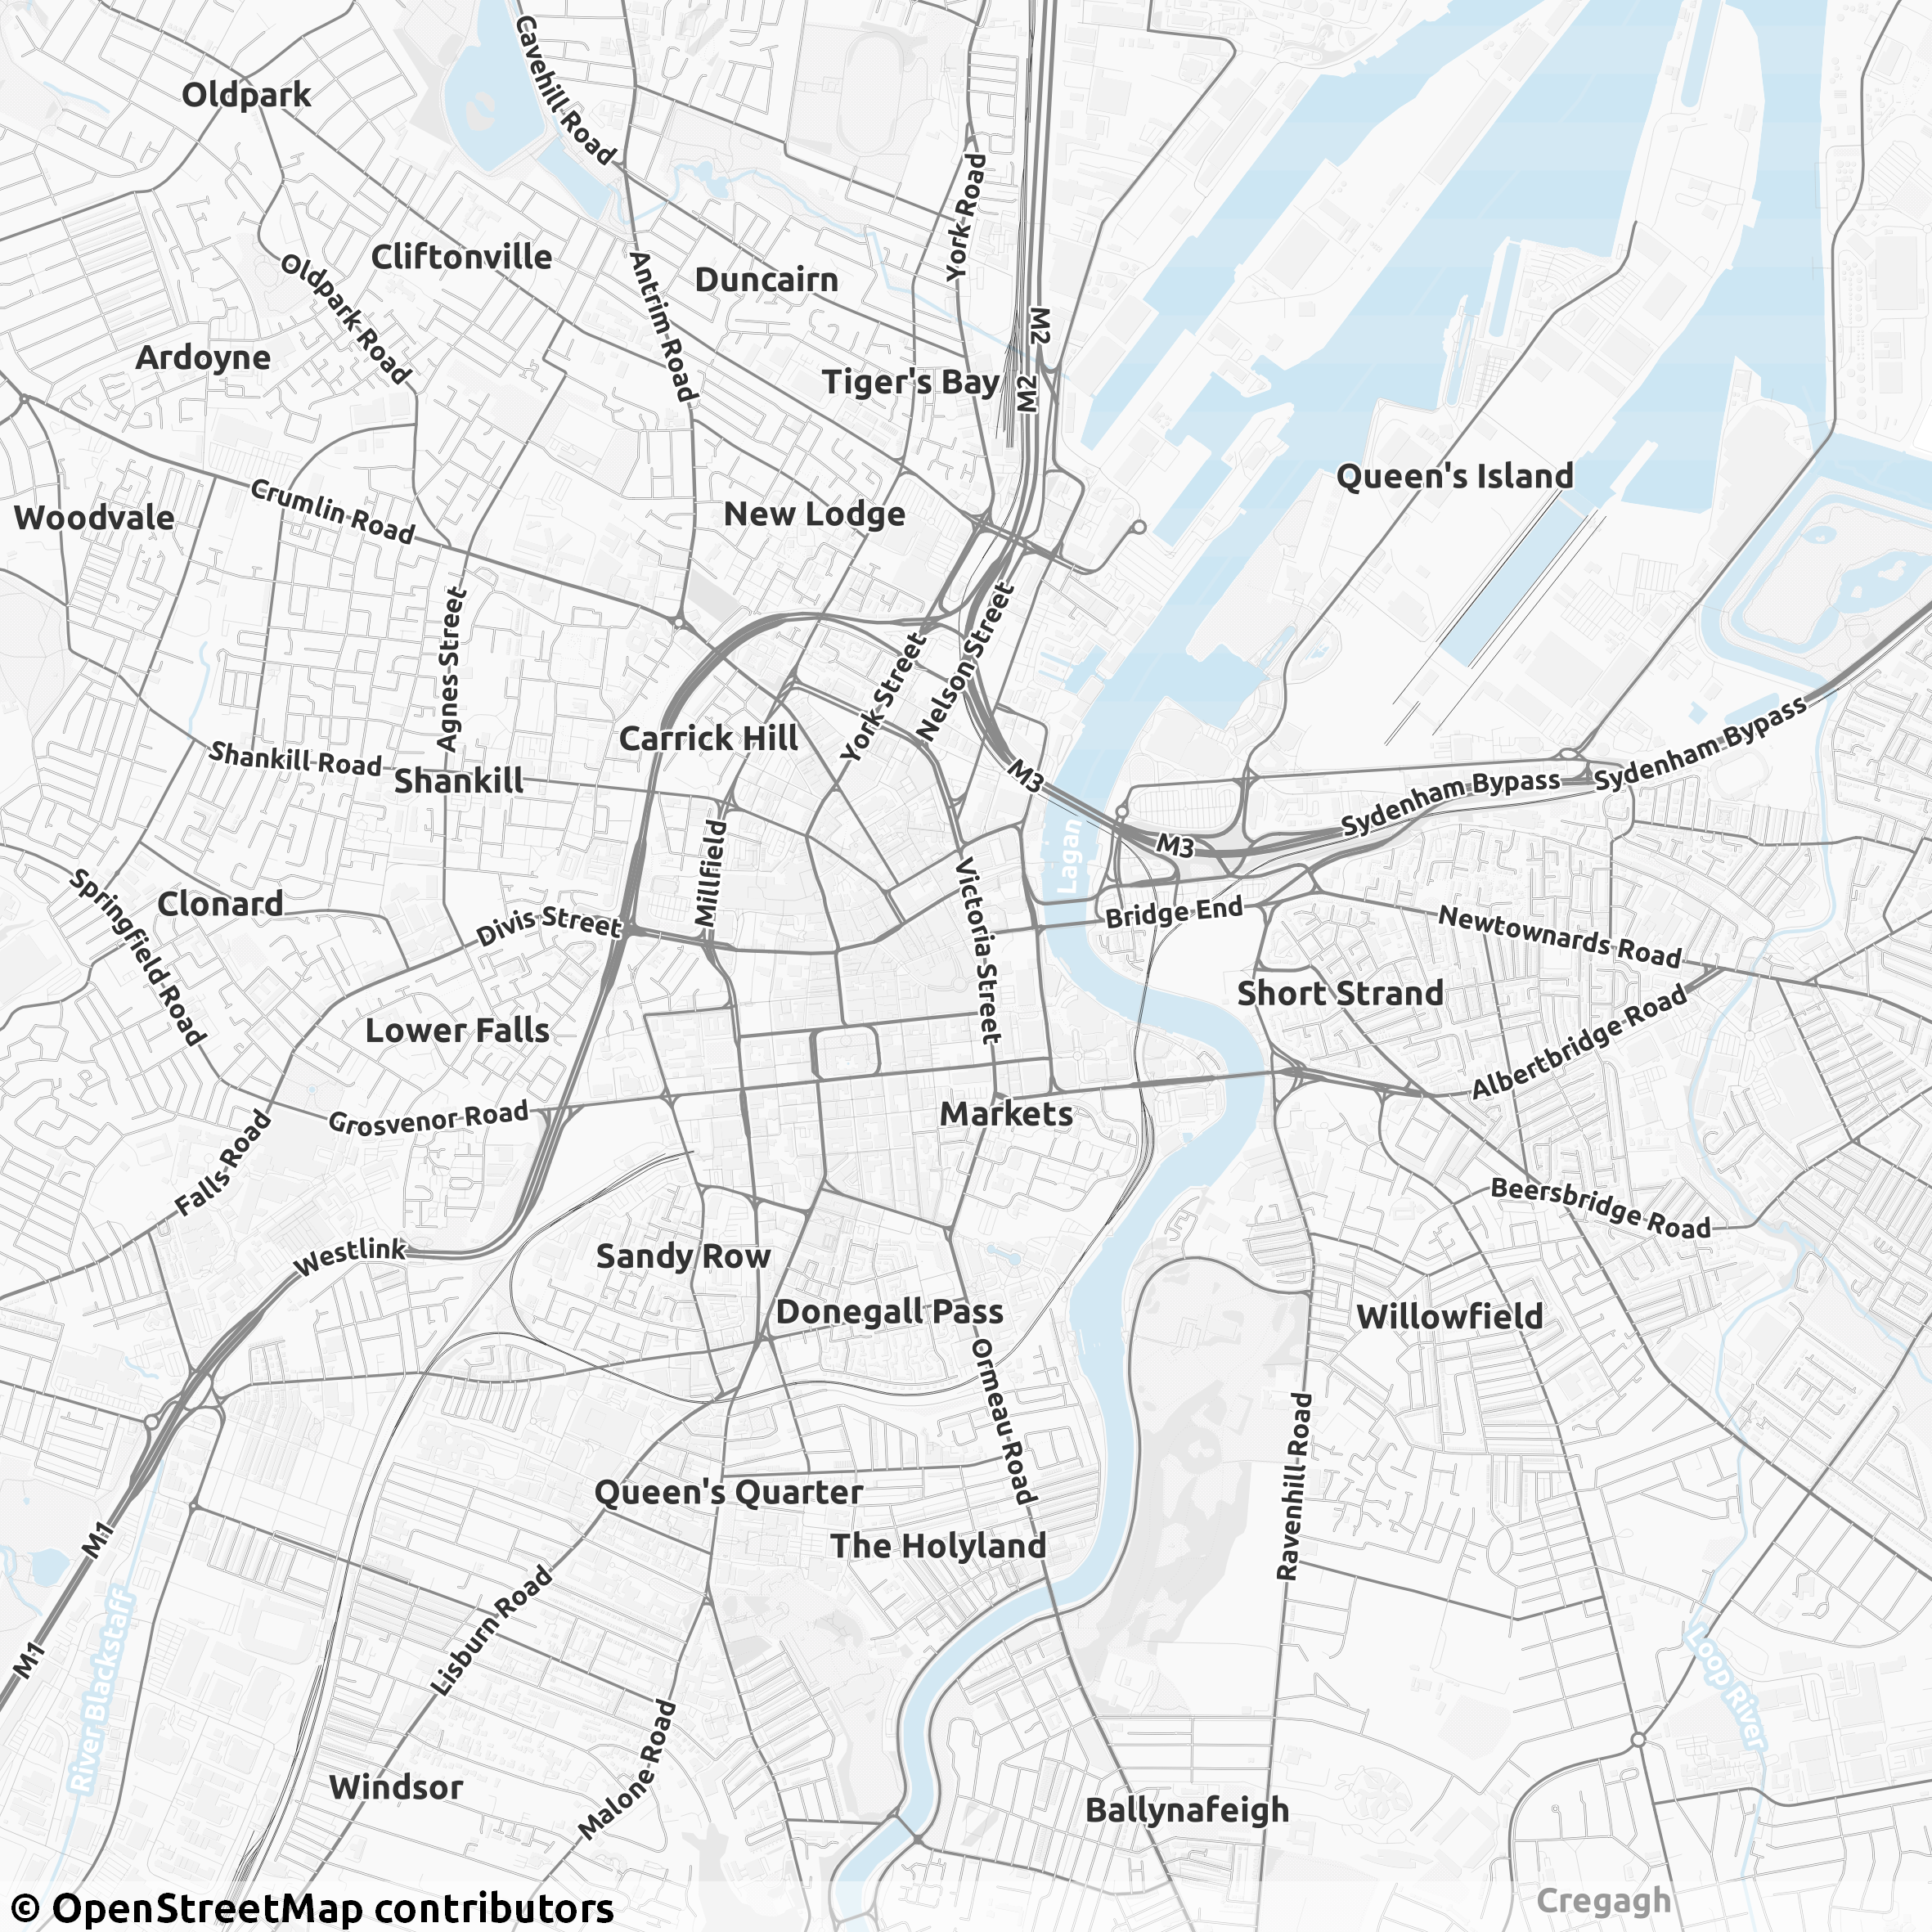 Cavehill Road
Oldpark
York Road
Cliftonville
Duncairn
Oldpark Road
Antrim Road
M2
Ardoyne
Tiger's Bay
M2
Queen's Island
Crumlin Road
Woodvale
New Lodge
Agnes Street
Nelson Street
York Street
Carrick Hill
Sydenham Bypass
Shankill Road
Shankill
M3
Sydenham Bypass
M3
Lagan
Millfield
Springfield Road
Clonard
Divis Street
Victoria Street
Bridge End
Newtownards Road
Short Strand
Lower Falls
Albertbridge Road
Grosvenor Road
Markets
Falls Road
Beersbridge Road
Westlink
Sandy Row
Donegall Pass
Willowfield
Ormeau Road
Ravenhill Road
Queen's Quarter
M1
The Holyland
Lisburn Road
M1
River Blackstaff
Loop River
Malone Road
Windsor
Ballynafeigh
Cregagh
© OpenStreetMap contributors